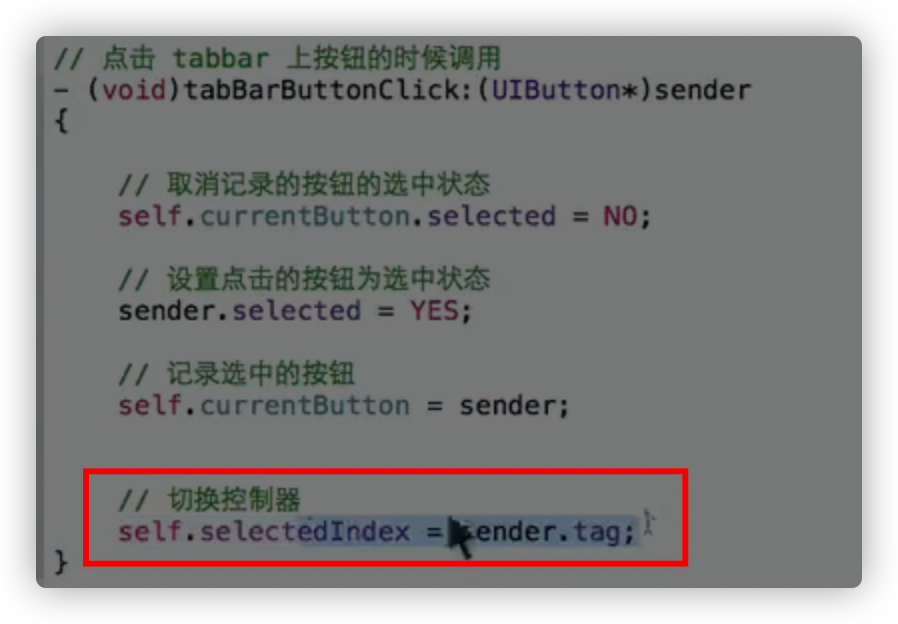 // 点击 tabbar 上按钮的时候调用
- (void)tabBarButtonClick:(UIButton*)sender
{
// 取消记录的按钮的选中状态
self.currentButton.selected = NO;
// 设置点击的按钮为选中状态
sender.selected = YES;
// 记录选中的按钮
self.currentButton = sender;
// 切换控制器
self.selectedIndex = sender.tag;
}